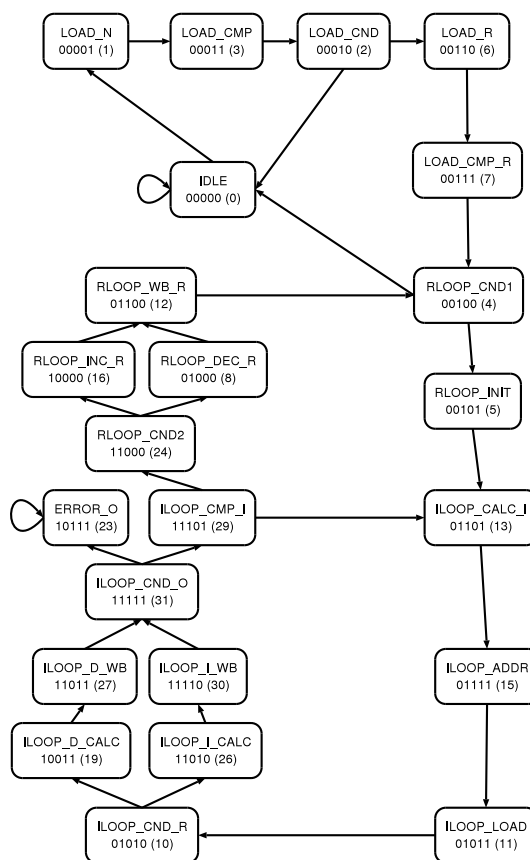 LOAD_N
00001 (1)
LOAD_CMP
00011 (3)
LOAD_CND
00010 (2)
LOAD_R
00110 (6)
LOAD_CMP_R
00111 (7)
IDLE
00000 (0)
RLOOP_WB_R
01100 (12)
RLOOP_CND1
00100 (4)
RLOOP_INC_R
10000 (16)
RLOOP_DEC_R
01000 (8)
RLOOP_INIT
00101 (5)
RLOOP_CND2
11000 (24)
ERROR_O
10111 (23)
ILOOP_CMP_I
11101 (29)
ILOOP_CALC_I
01101 (13)
ILOOP_CND_O
11111 (31)
ILOOP_D_WB
11011 (27)
ILOOP_I_WB
11110 (30)
ILOOP_ADDR
01111 (15)
ILOOP_D_CALC
10011 (19)
ILOOP_I_CALC
11010 (26)
ILOOP_CND_R
01010 (10)
ILOOP_LOAD
01011 (11)